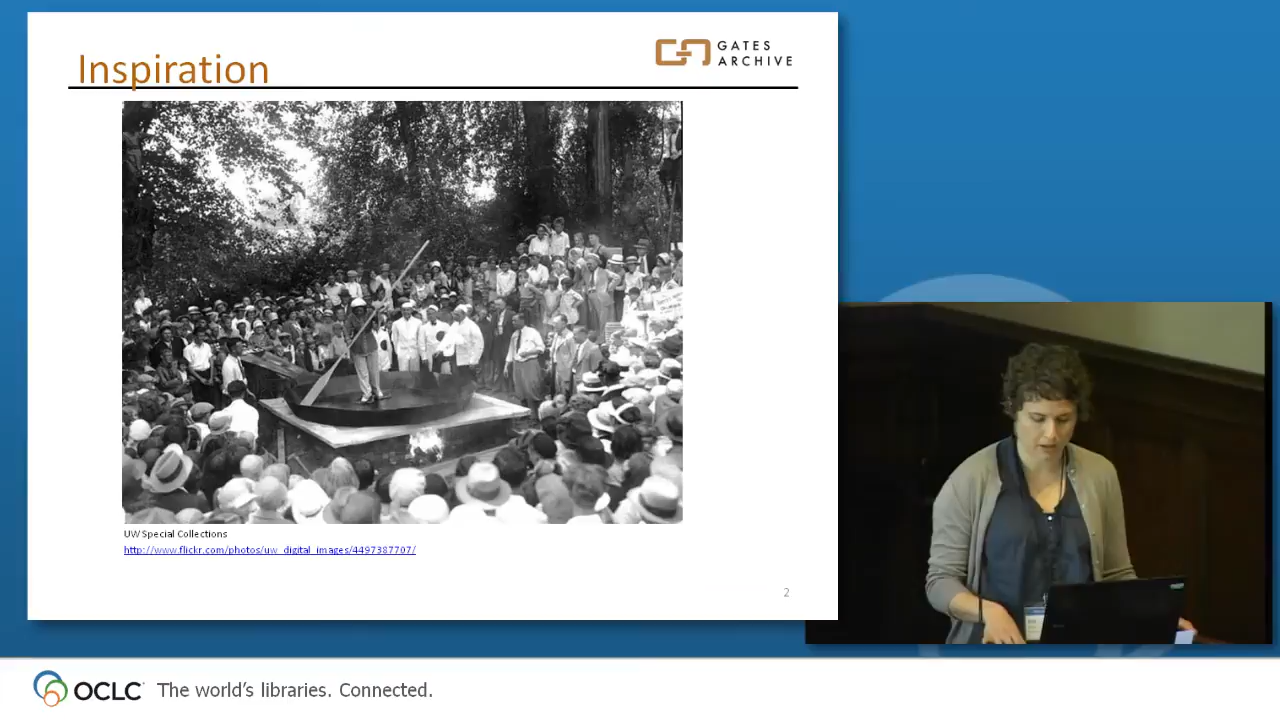 Inspiration
GATES
ARCHIVE
UW Special Collections
http://www.flickr.com/photos/uw_digital_images/4497387707/
2
OCLC
The world's libraries. Connected.